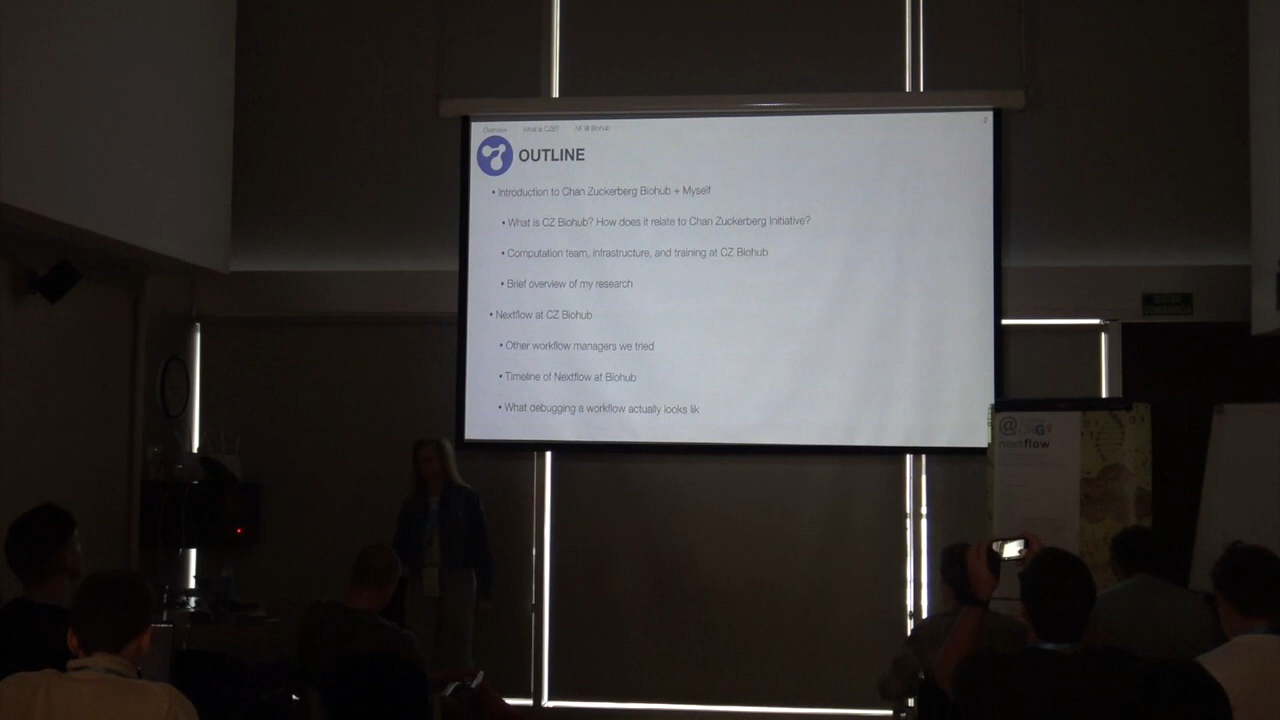 Overview What is CZB? NF @ Biohub
2
OUTLINE
• Introduction to Chan Zuckerberg Biohub + Myself
• What is CZ Biohub? How does it relate to Chan Zuckerberg Initiative?
• Computation team, infrastructure, and training at CZ Biohub
• Brief overview of my research
• Nextflow at CZ Biohub
• Other workflow managers we tried
• Timeline of Nextflow at Biohub
• What debugging a workflow actually looks lik
nextflow